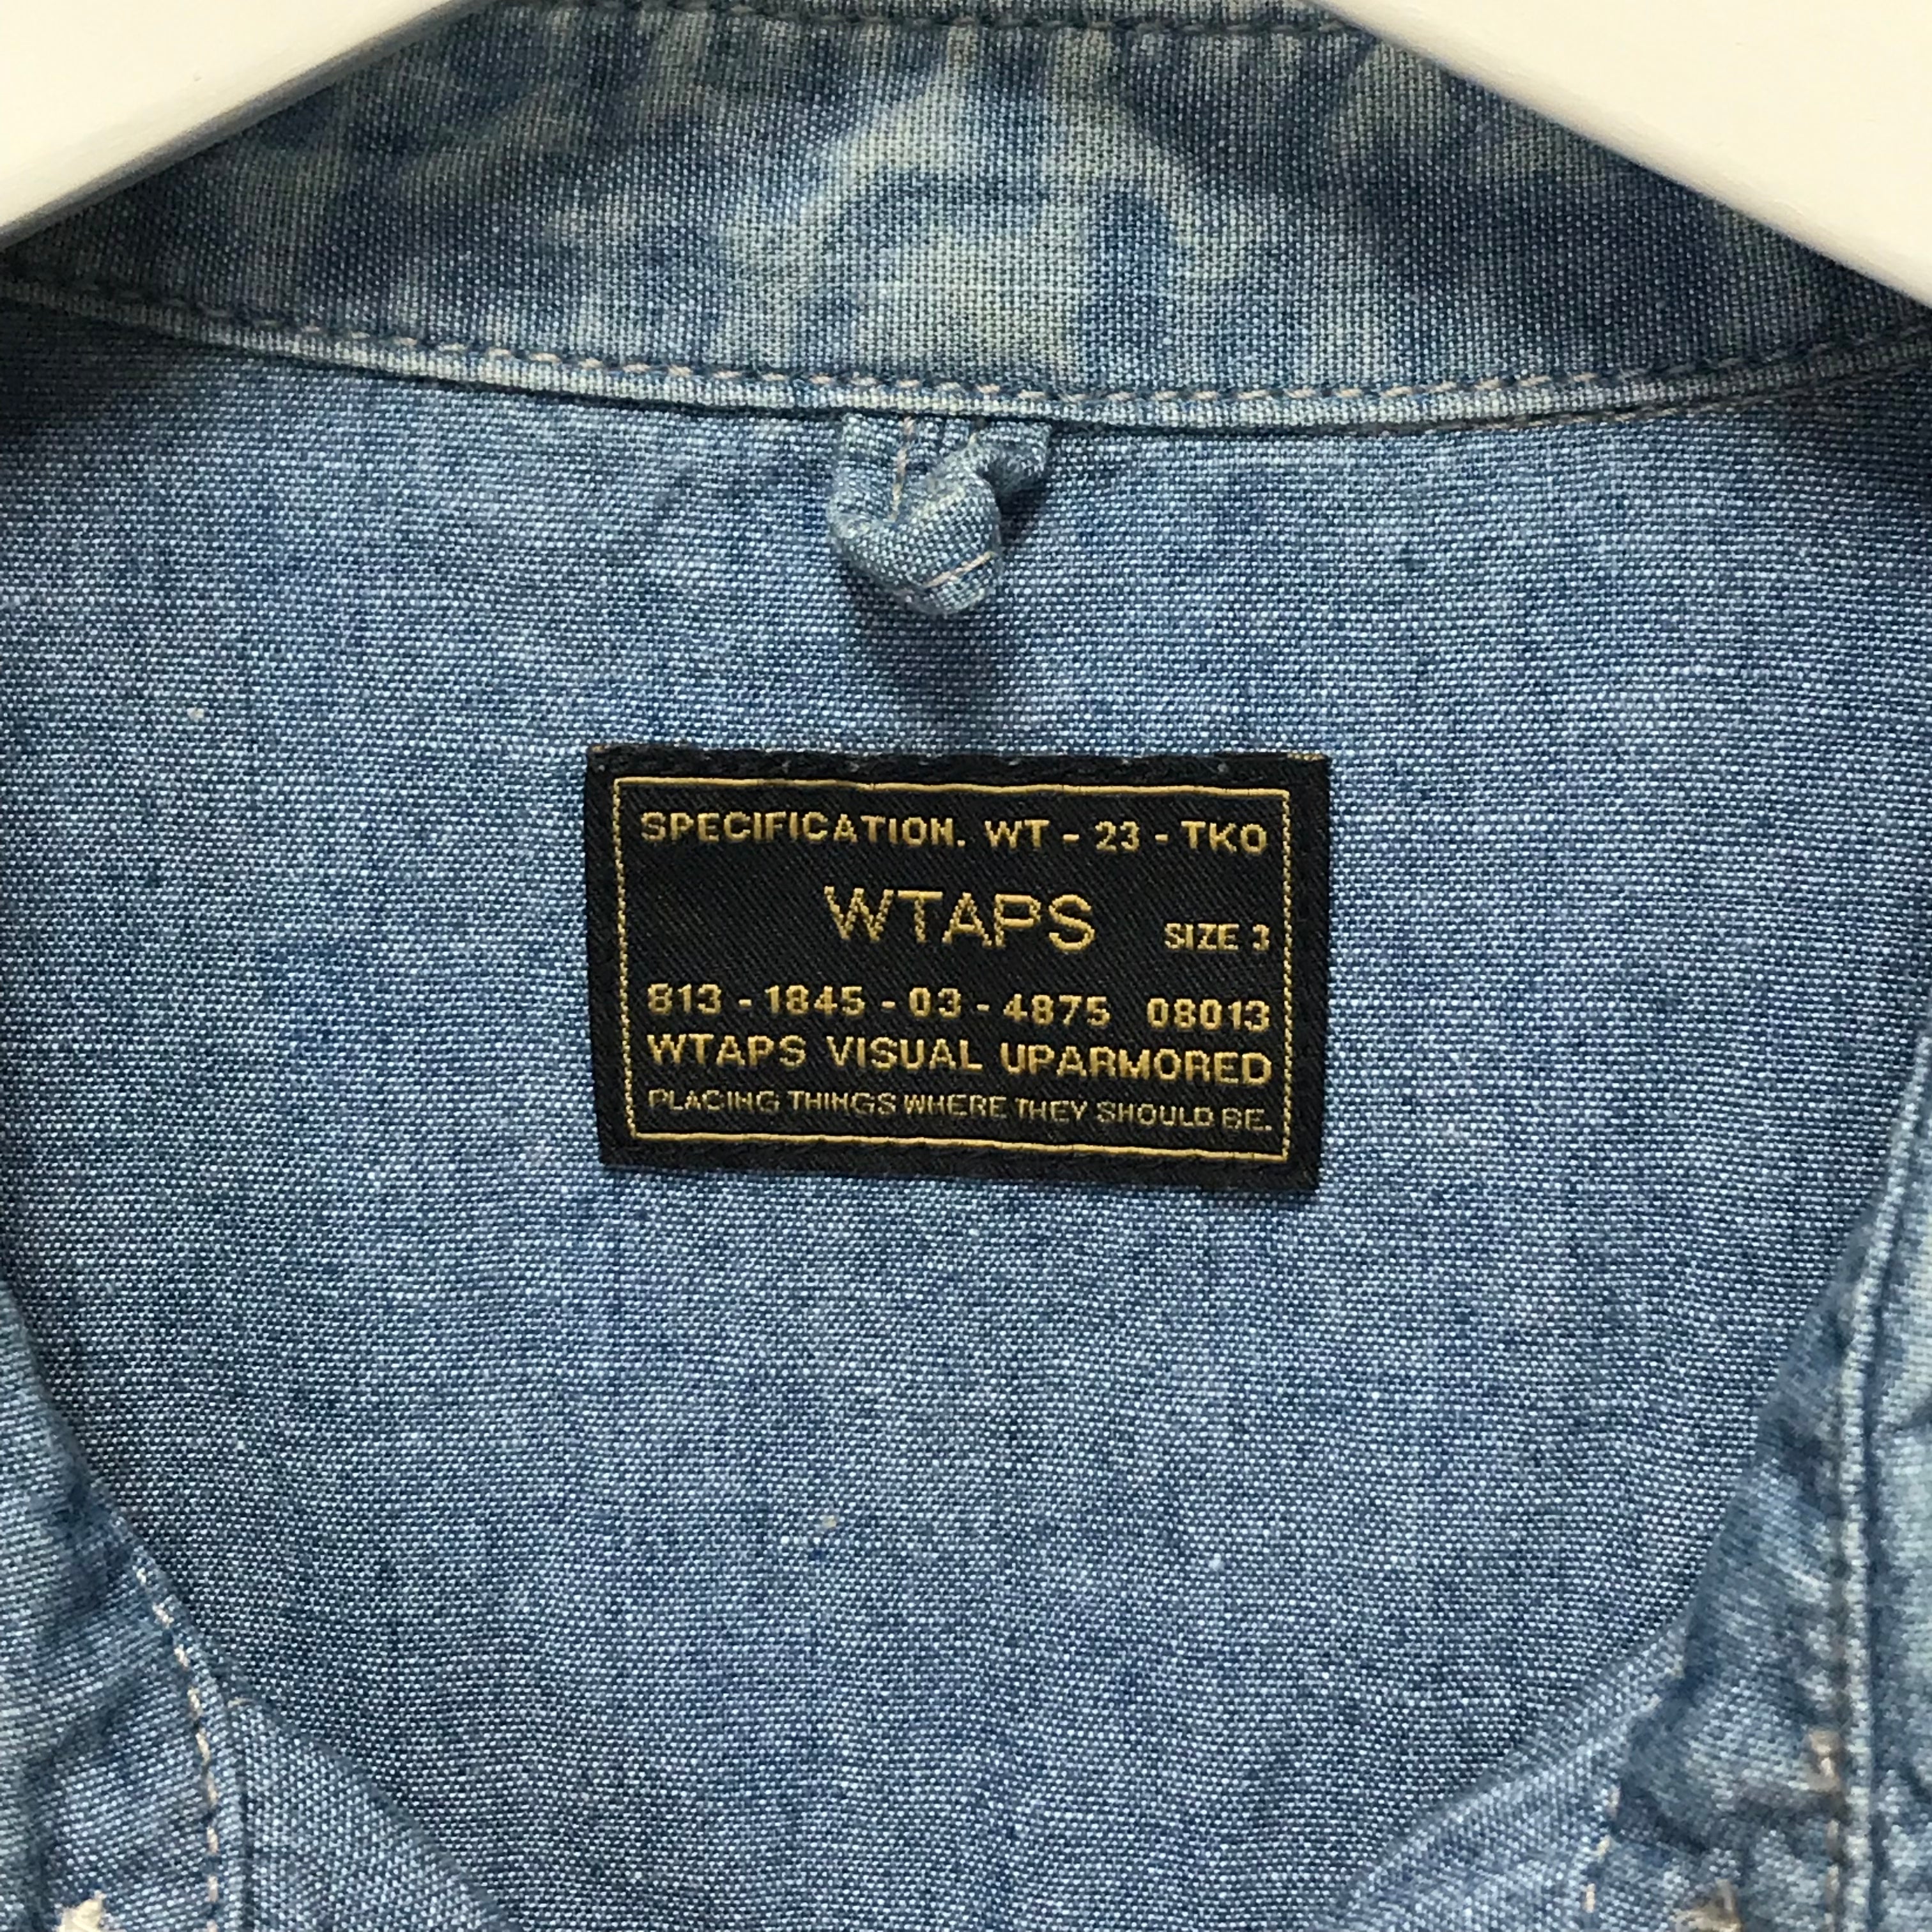 SPECIFICATION. WT - 23 - TKO
WTAPS SIZE 3
813 - 1845 - 03 - 4875 08013
WTAPS VISUAL UPARMORED
PLACING THINGS WHERE THEY SHOULD BE.